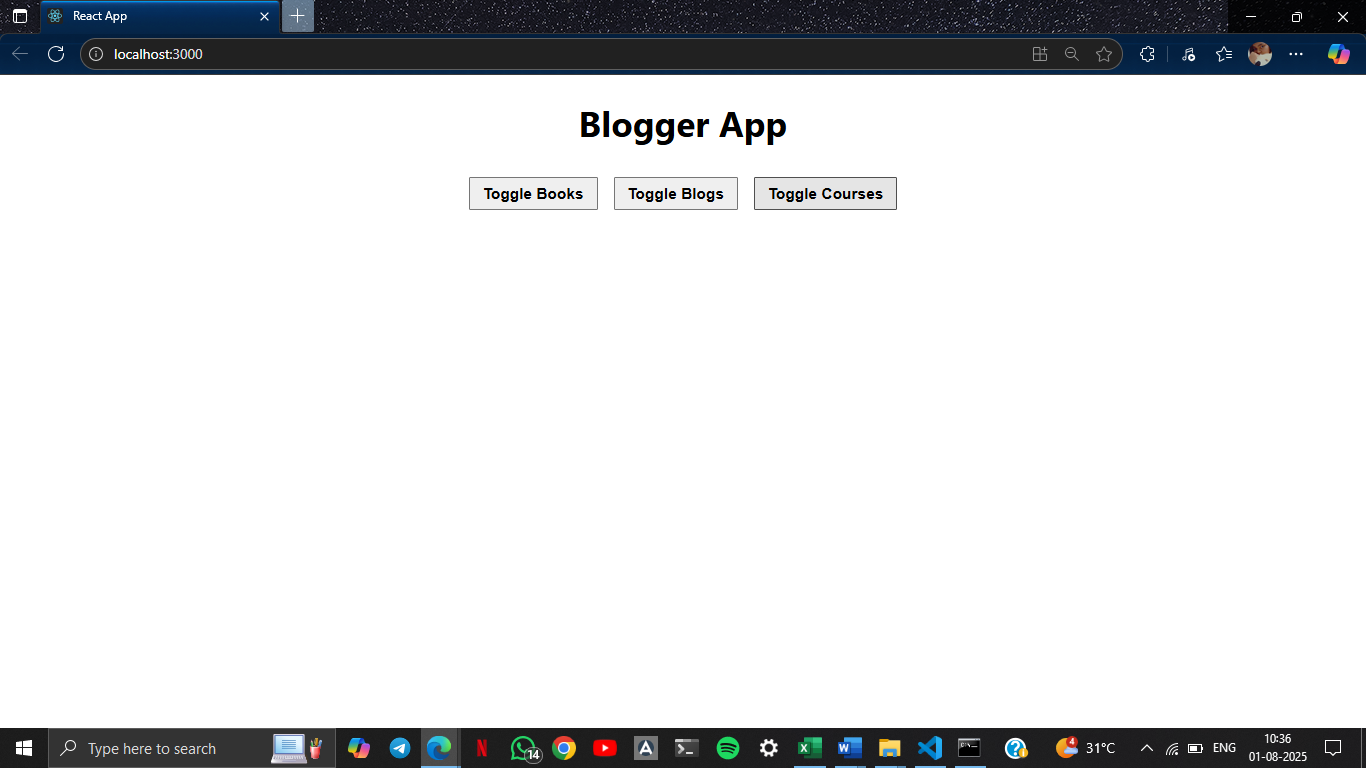 React App
localhost:3000
Blogger App
Toggle Books
Toggle Blogs
Toggle Courses
Type here to search
14
4
31°C
ENG
10:36
01-08-2025